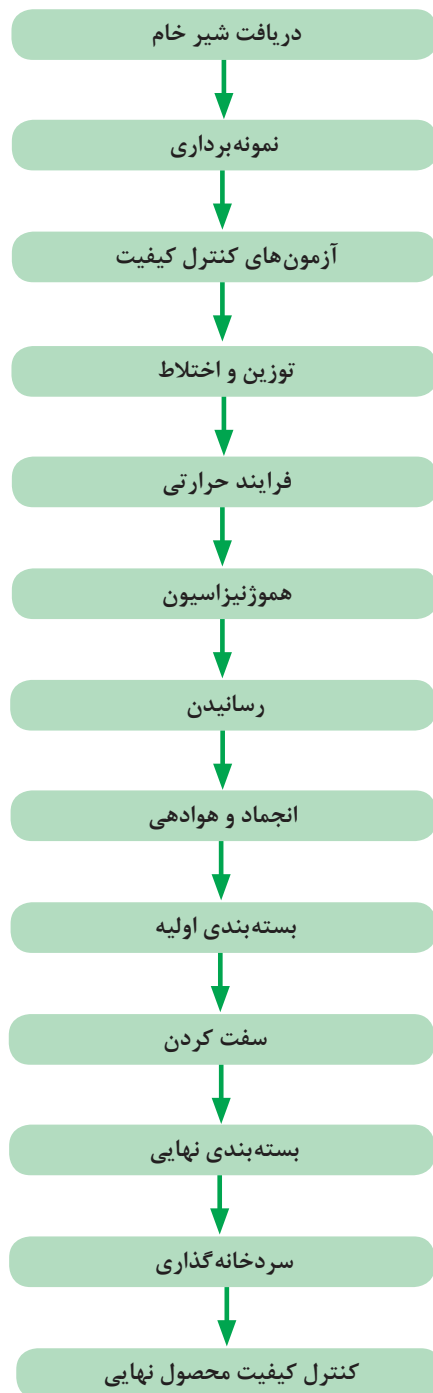 دریافت شیر خام
نمونه‌برداری
آزمون‌های کنترل کیفیت
توزین و اختلاط
فرایند حرارتی
هموژنیزاسیون
رسانیدن
انجماد و هوادهی
بسته‌بندی اولیه
سفت کردن
بسته‌بندی نهایی
سردخانه‌گذاری
کنترل کیفیت محصول نهایی